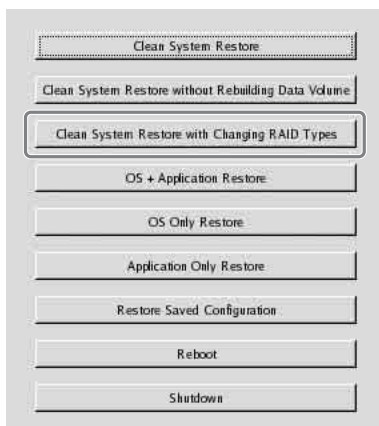 Clean System Restore
Clean System Restore without Rebuilding Data Volume
Clean System Restore with Changing RAID Types
OS + Application Restore
OS Only Restore
Application Only Restore
Restore Saved Configuration
Reboot
Shutdown